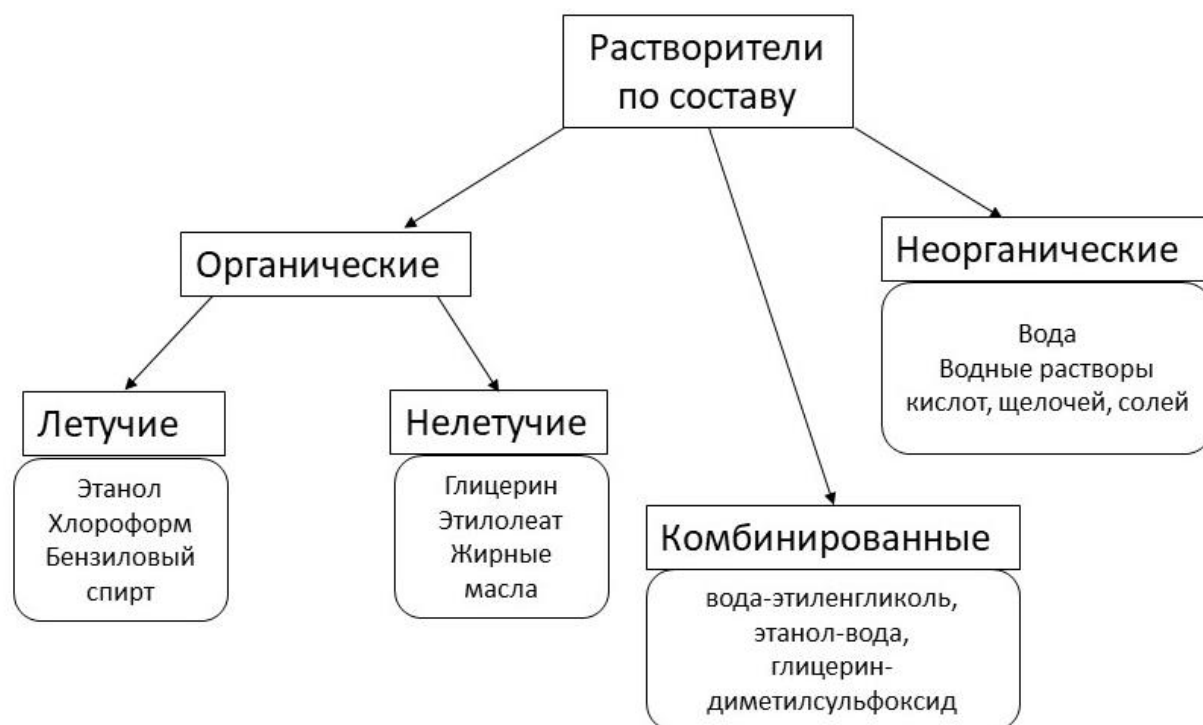 Растворители
по составу
Органические
Летучие
Этанол
Хлороформ
Бензиловый
спирт
Нелетучие
Глицерин
Этилолеат
Жирные
масла
Комбинированные
вода-этиленгликоль,
этанол-вода,
глицерин-
диметилсульфоксид
Неорганические
Вода
Водные растворы
кислот, щелочей, солей